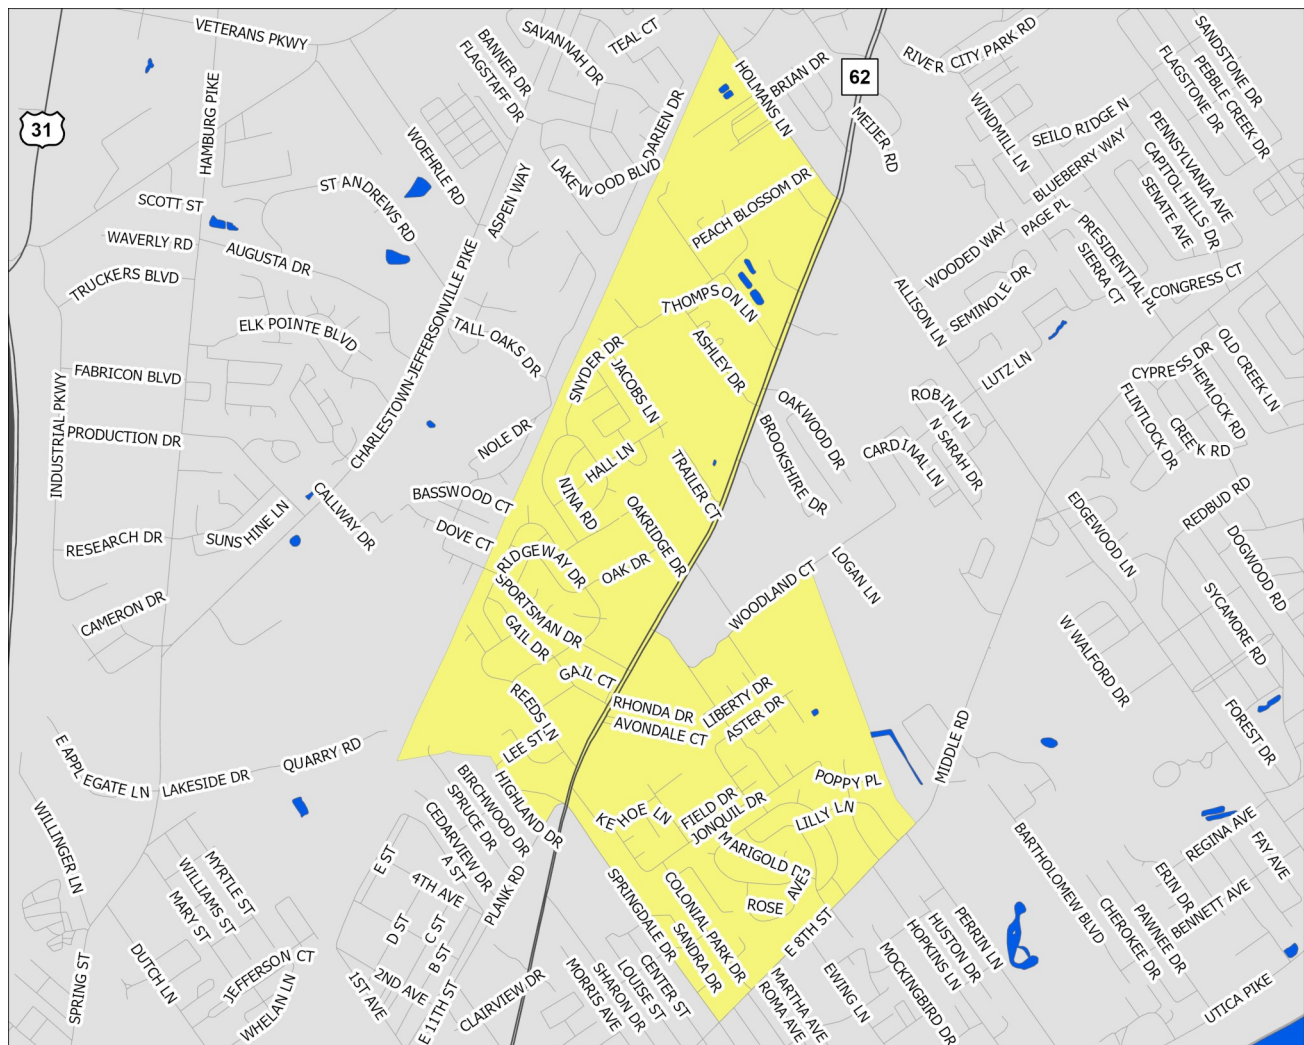 VETERANS PKWY
SAVANNAH DR
TEAL CT
BANNER DR
FLAGSTAFF DR
HOLMANS LN
BRIAN DR
62
RIVER CITY PARK RD
SANDSTONE DR
PEBBLE CREEK DR
FLAGSTONE DR
31
HAMBURG PIKE
WOEHRLE RD
DARIEN DR
LAKEWOOD BLVD
MEIJER RD
WINDMILL LN
SEILO RIDGE N
BLUEBERRY WAY
PENNSYLVANIA AVE
CAPITOL HILLS DR
SENATE AVE
SCOTT ST
ST ANDREWS RD
ASPEN WAY
PEACH BLOSSOM DR
PAGE PL
WOODED WAY
PRESIDENTIAL PL
SIERRA CT
CONGRESS CT
WAVERLY RD
AUGUSTA DR
TRUCKERS BLVD
CHARLESTOWN-JEFFERSONVILLE PIKE
THOMPSON LN
ALLISON LN
SEMINOLE DR
ELK POINTE BLVD
TALL OAKS DR
SNYDER DR
JACOBS LN
ASHLEY DR
LUTZ LN
CYPRESS DR
OLD CREEK LN
HEMLOCK RD
FLINTLOCK DR
CREEK RD
FABRICON BLVD
INDUSTRIAL PKWY
PRODUCTION DR
NOLE DR
HALL LN
TRAILER CT
OAKWOOD DR
BROOKSHIRE DR
ROBIN LN
N SARAH DR
CARDINAL LN
BASSWOOD CT
NINA RD
OAKRIDGE DR
CALLWAY DR
SUNSHINE LN
DOVE CT
EDGEWOOD LN
REDBUD RD
DOGWOOD RD
RESEARCH DR
RIDGEWAY DR
OAK DR
WOODLAND CT
LOGAN LN
SYCAMORE RD
CAMERON DR
SPORTSMAN DR
GAIL DR
GAIL CT
W WALFORD DR
REEDS LN
RHONDA DR
AVONDALE CT
LIBERTY DR
ASTER DR
FOREST DR
LEE ST
MIDDLE RD
E APPLEGATE LN
LAKESIDE DR
QUARRY RD
POPPY PL
BIRCHWOOD DR
HIGHLAND DR
SPRUCE DR
CEDARVIEW DR
KEHOE LN
FIELD DR
JONQUIL DR
LILLY LN
MARIGOLD DR
WILLINGER LN
MYRTLE ST
WILLIAMS ST
MARY ST
E ST
A ST
4TH AVE
PLANK RD
SPRINGDALE DR
COLONIAL PARK DR
SANDRA DR
ROSE AVE
E 8TH ST
BARTHOLOMEW BLVD
REGINA AVE
FAY AVE
ERIN DR
BENNETT AVE
PAWNEE DR
CHEROKEE DR
D ST
C ST
B ST
PERRIN LN
HUSTON DR
HOPKINS LN
MOCKINGBIRD DR
DUTCH LN
JEFFERSON CT
WHELAN LN
SPRING ST
1ST AVE
2ND AVE
E 11TH ST
CLAIRVIEW DR
MORRIS AVE
SHARON DR
LOUISE ST
CENTER ST
MARTHA AVE
ROMA AVE
EWING LN
UTICA PIKE